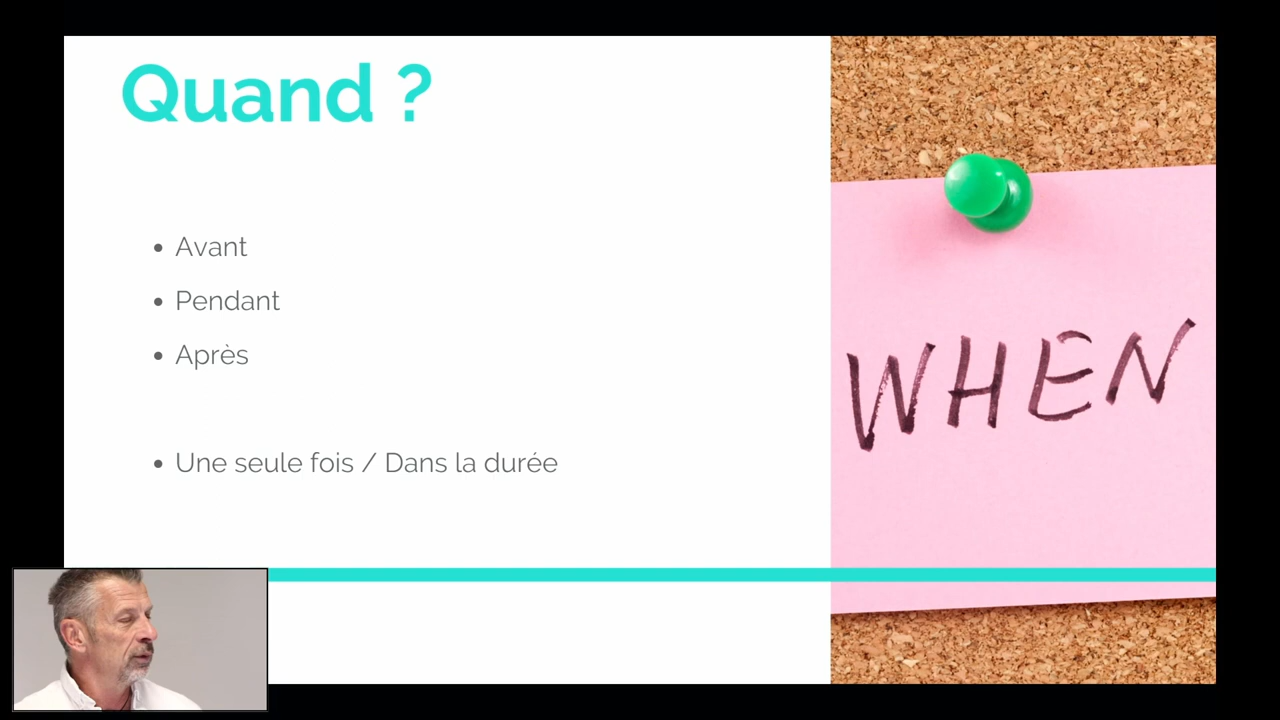 Quand ?
Avant
Pendant
Après
Une seule fois / Dans la durée
WHEN